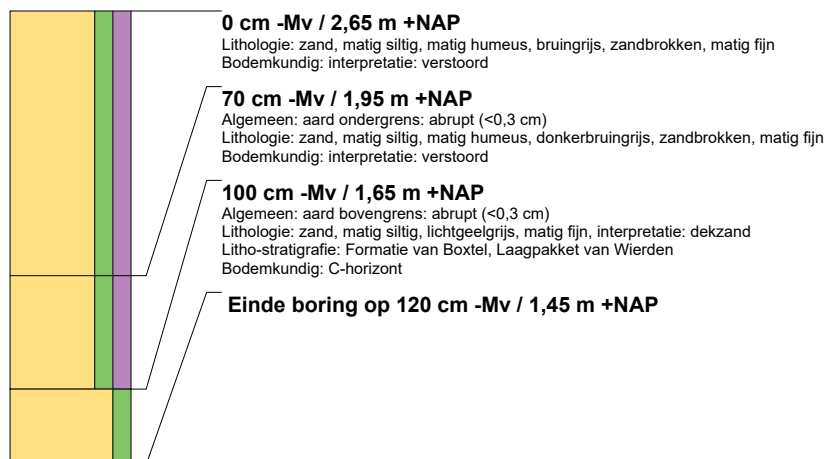 0 cm -Mv / 2,65 m +NAP
Lithologie: zand, matig siltig, matig humeus, bruingrijs, zandbrokken, matig fijn
Bodemkundig: interpretatie: verstoord
70 cm -Mv / 1,95 m +NAP
Algemeen: aard ondergrens: abrupt (<0,3 cm)
Lithologie: zand, matig siltig, matig humeus, donkerbruingrijs, zandbrokken, matig fijn
Bodemkundig: interpretatie: verstoord
100 cm -Mv / 1,65 m +NAP
Algemeen: aard bovengrens: abrupt (<0,3 cm)
Lithologie: zand, matig siltig, lichtgeelgrijs, matig fijn, interpretatie: dekzand
Litho-stratigrafie: Formatie van Boxtel, Laagpakket van Wierden
Bodemkundig: C-horizont
Einde boring op 120 cm -Mv / 1,45 m +NAP